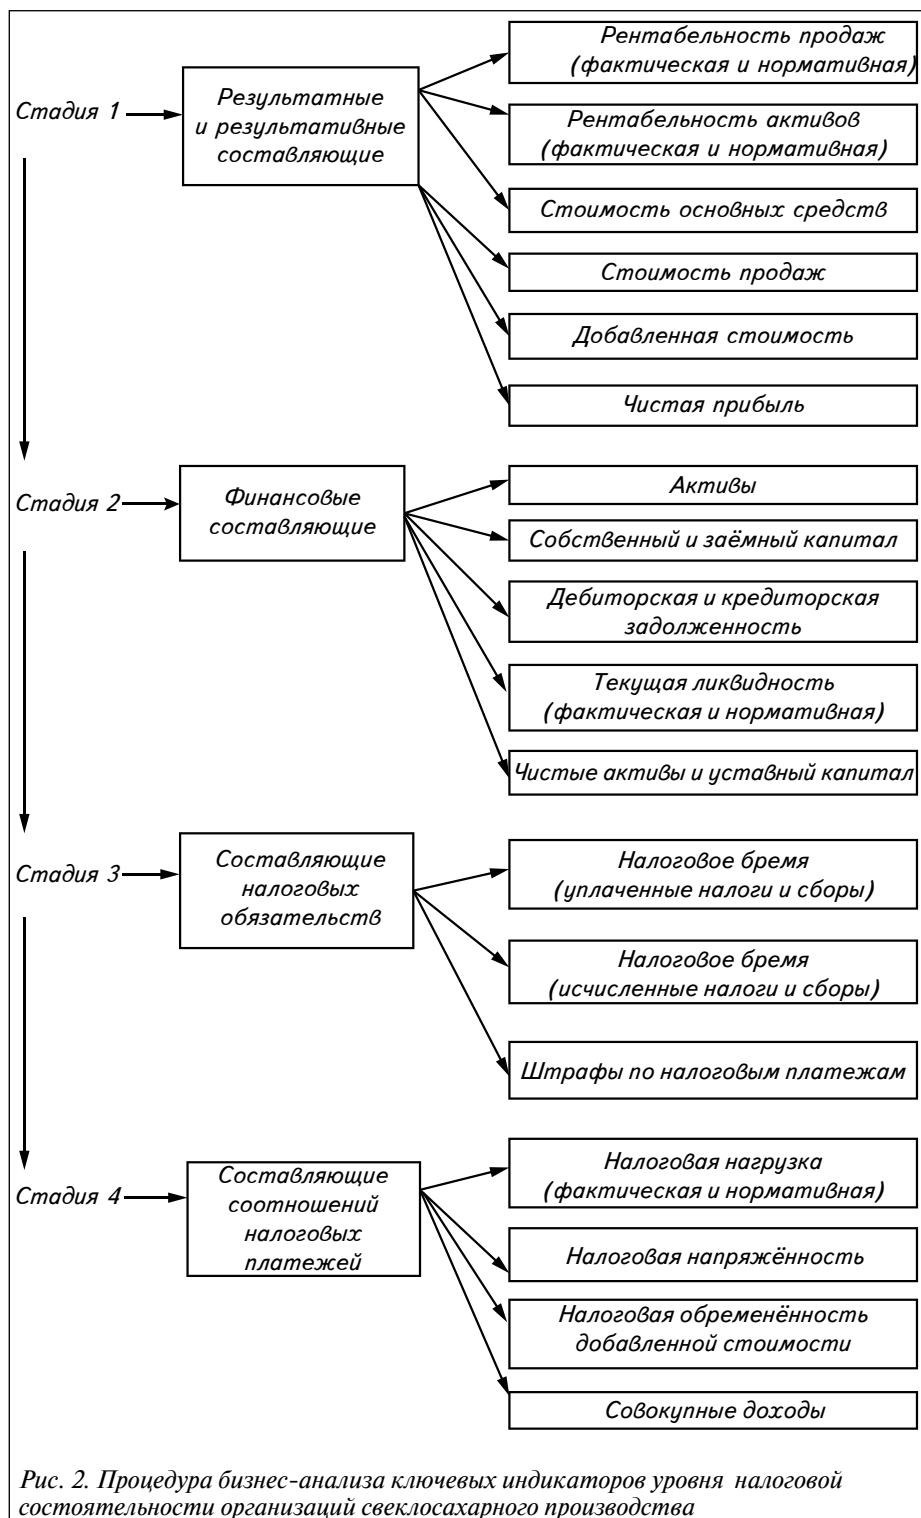 Стадия 1
Результатные
и результативные
составляющие
Рентабельность продаж
(фактическая и нормативная)
Рентабельность активов
(фактическая и нормативная)
Стоимость основных средств
Стоимость продаж
Добавленная стоимость
Чистая прибыль
Стадия 2
Финансовые
составляющие
Активы
Собственный и заёмный капитал
Дебиторская и кредиторская
задолженность
Текущая ликвидность
(фактическая и нормативная)
Чистые активы и уставный капитал
Стадия 3
Составляющие
налоговых
обязательств
Налоговое бремя
(уплаченные налоги и сборы)
Налоговое бремя
(исчисленные налоги и сборы)
Штрафы по налоговым платежам
Стадия 4
Составляющие
соотношений
налоговых
платежей
Налоговая нагрузка
(фактическая и нормативная)
Налоговая напряжённость
Налоговая обременённость
добавленной стоимости
Совокупные доходы
Рис. 2. Процедура бизнес-анализа ключевых индикаторов уровня налоговой
состоятельности организаций свеклосахарного производства